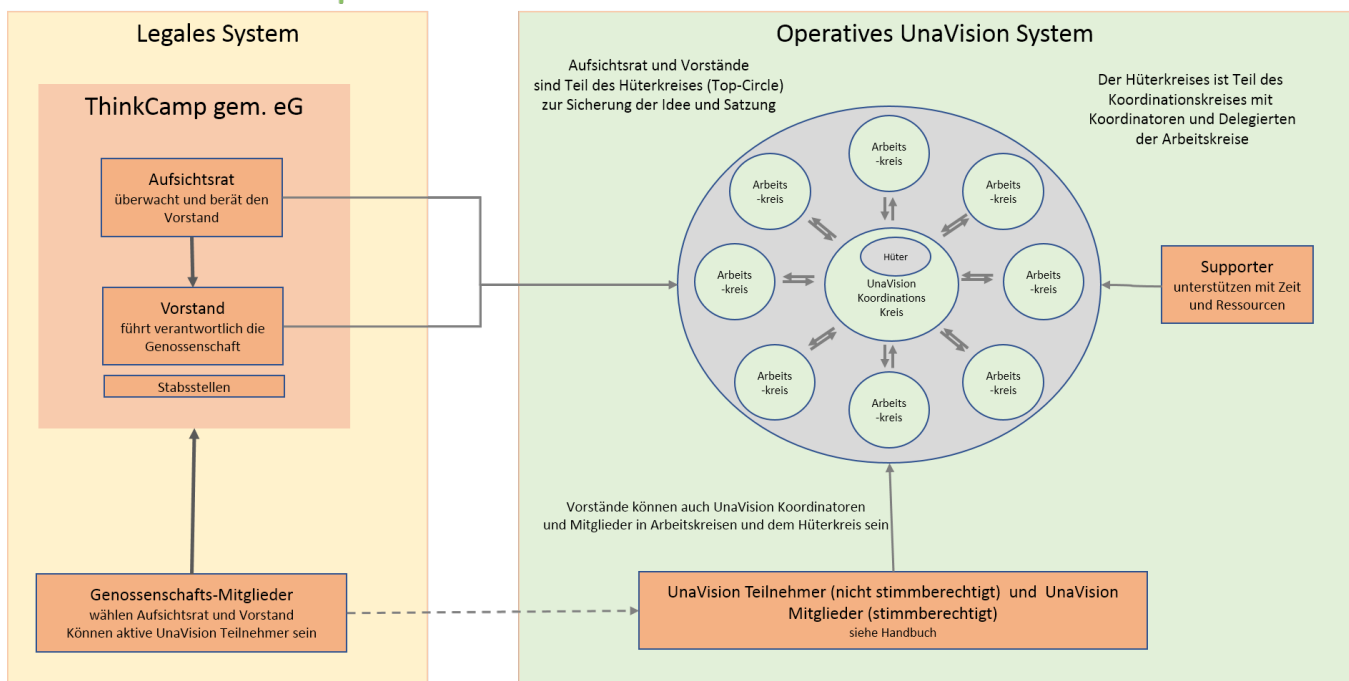 Legales System
ThinkCamp gem. eG
Aufsichtsrat
überwacht und berät den
Vorstand
Vorstand
führt verantwortlich die
Genossenschaft
Stabsstellen
Genossenschafts-Mitglieder
wählen Aufsichtsrat und Vorstand
Können aktive UnaVision Teilnehmer sein
Operatives UnaVision System
Aufsichtsrat und Vorstände
sind Teil des Hüterkreises (Top-Circle)
zur Sicherung der Idee und Satzung
Der Hüterkreises ist Teil des
Koordinationskreises mit
Koordinatoren und Delegierten
der Arbeitskreise
Arbeits
-kreis
Arbeits
-kreis
Arbeits
-kreis
Arbeits
-kreis
Hüter
UnaVision
Koordinations
Kreis
Arbeits
-kreis
Arbeits
-kreis
Arbeits
-kreis
Arbeits
-kreis
Supporter
unterstützen mit Zeit
und Ressourcen
Vorstände können auch UnaVision Koordinatoren
und Mitglieder in Arbeitskreisen und dem Hüterkreis sein
UnaVision Teilnehmer (nicht stimmberechtigt) und UnaVision
Mitglieder (stimmberechtigt)
siehe Handbuch